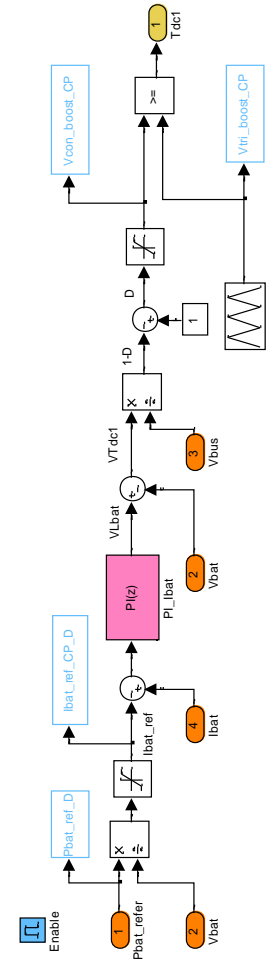 Enable
1
Pbat_refer
2
Vbat
Pbat_ref_D
Ibat_ref
Ibat_ref_CP_D
4
Ibat
PI(z)
PI_Ibat
VLbat
2
Vbat
VTdc1
3
Vbus
1-D
1
D
Vcon_boost_CP
Vtri_boost_CP
>=
1
Tdc1